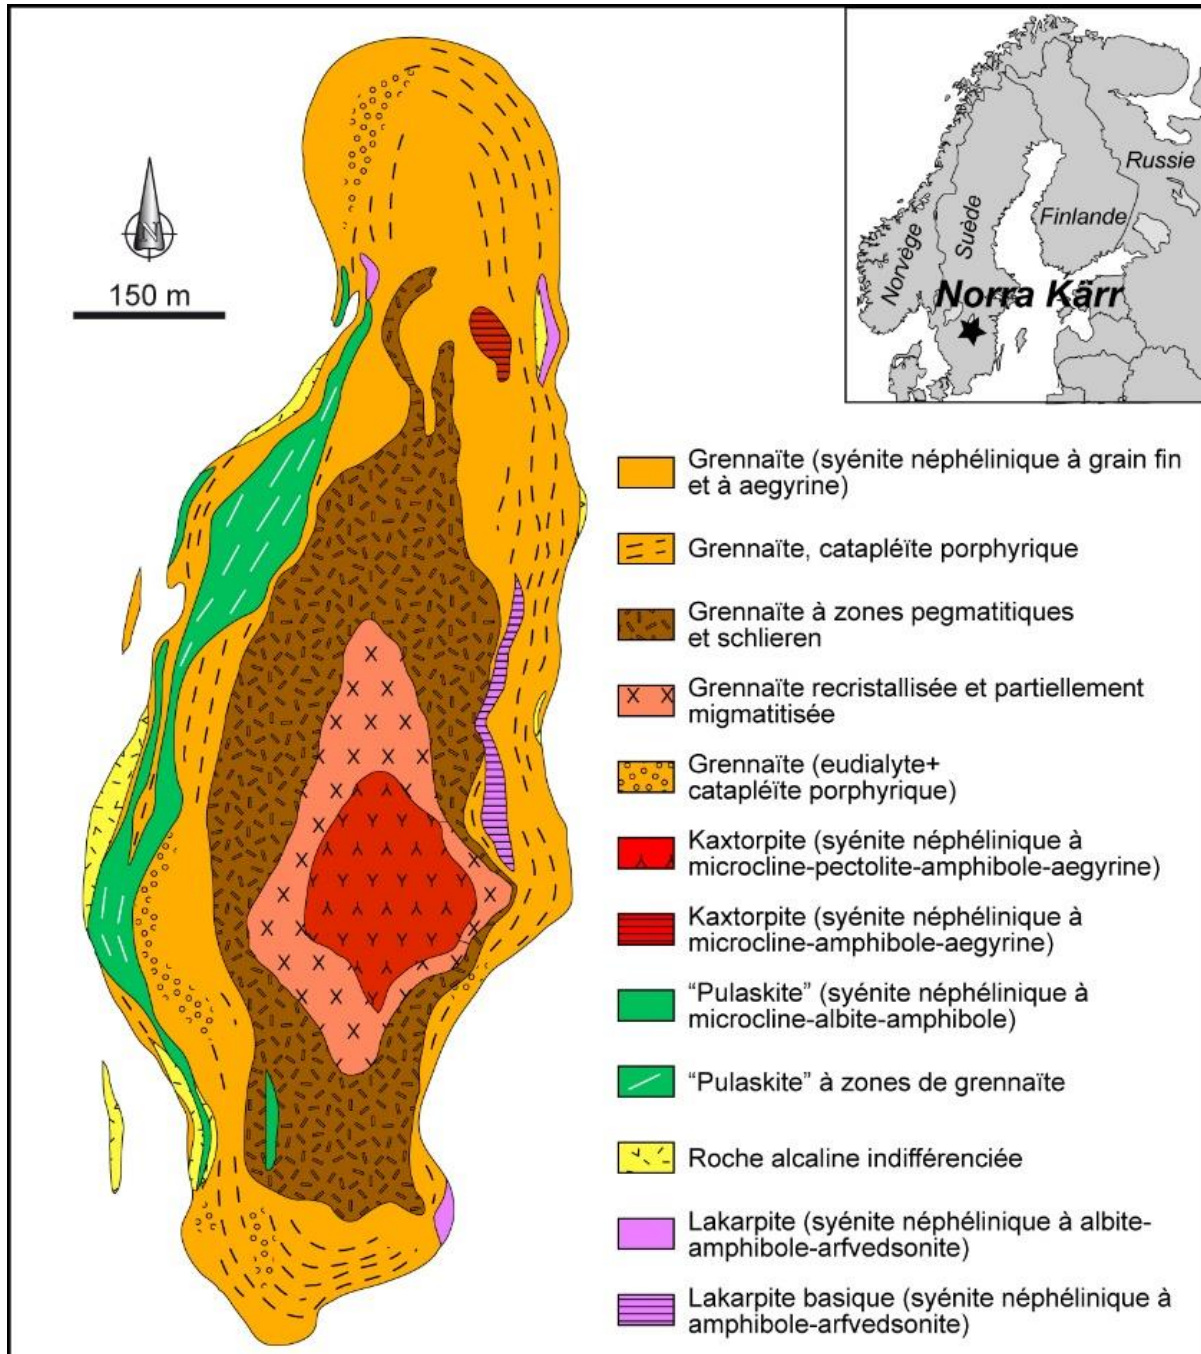 N
150 m
Norvège
Suède
Finlande
Russie
Norra Kärr
Grennaïte (syénite néphélinique à grain fin
et à aegyrine)
Grennaïte, catapléïte porphyrique
Grennaïte à zones pegmatitiques
et schlieren
Grennaïte recristallisée et partiellement
migmatitisée
Grennaïte (eudialyte+
catapléïte porphyrique)
Kaxtorpite (syénite néphélinique à
microcline-pectolite-amphibole-aegyrine)
Kaxtorpite (syénite néphélinique à
microcline-amphibole-aegyrine)
“Pulaskite” (syénite néphélinique à
microcline-albite-amphibole)
“Pulaskite” à zones de grennaïte
Roche alcaline indifférenciée
Lakarpite (syénite néphélinique à albite-
amphibole-arfvedsonite)
Lakarpite basique (syénite néphélinique à
amphibole-arfvedsonite)